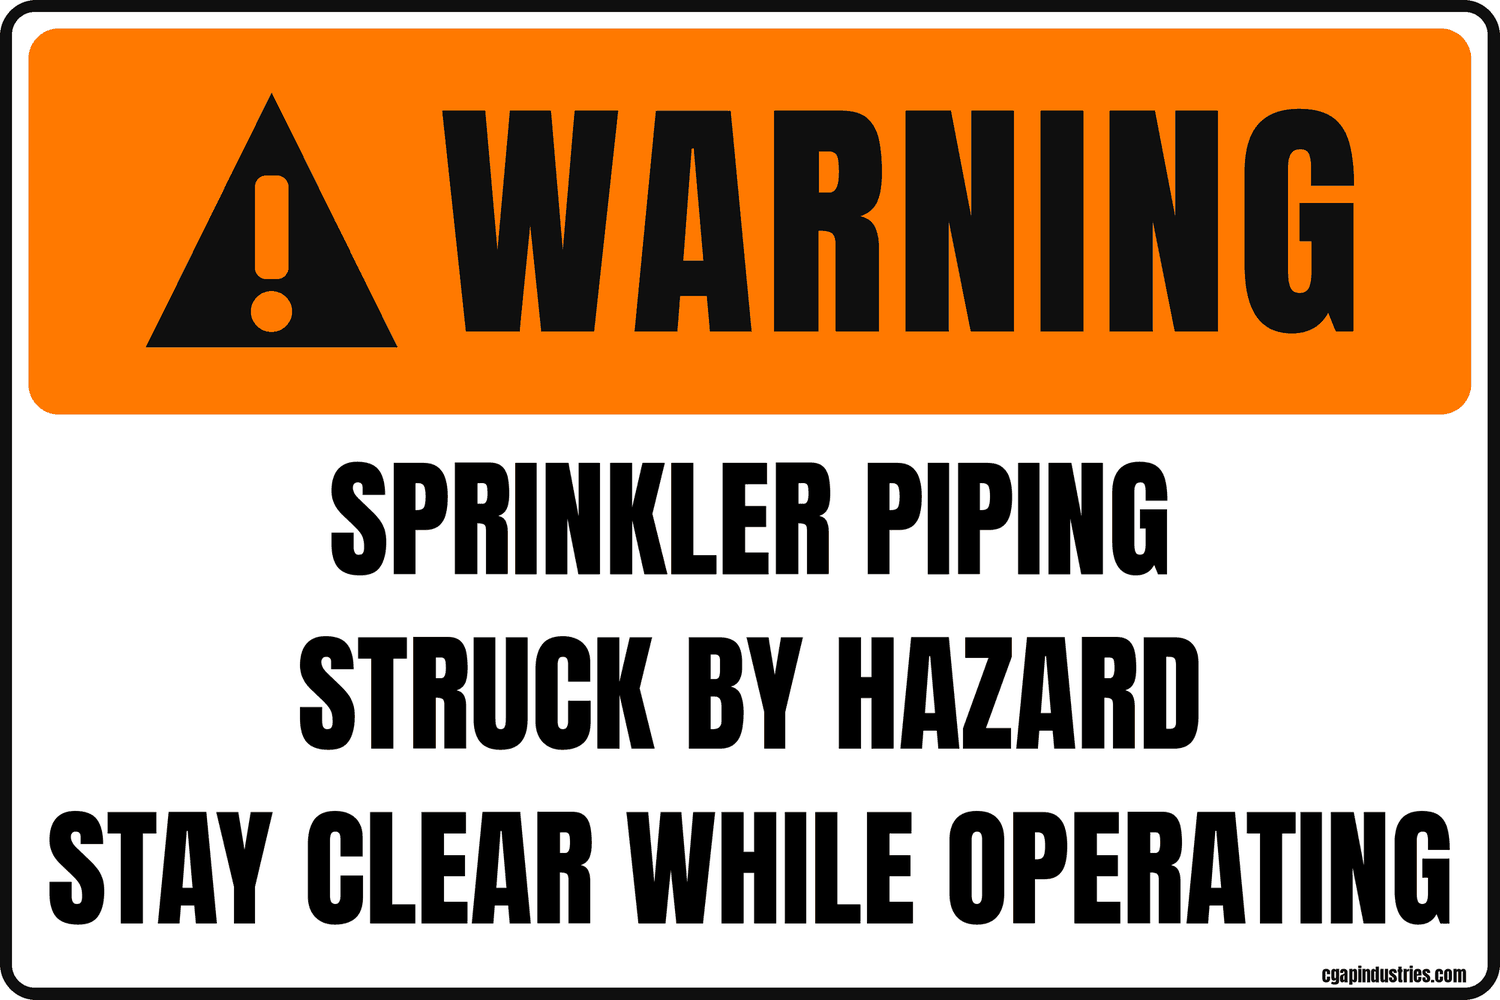 WARNING
SPRINKLER PIPING
STRUCK BY HAZARD
STAY CLEAR WHILE OPERATING
cgapindustries.com